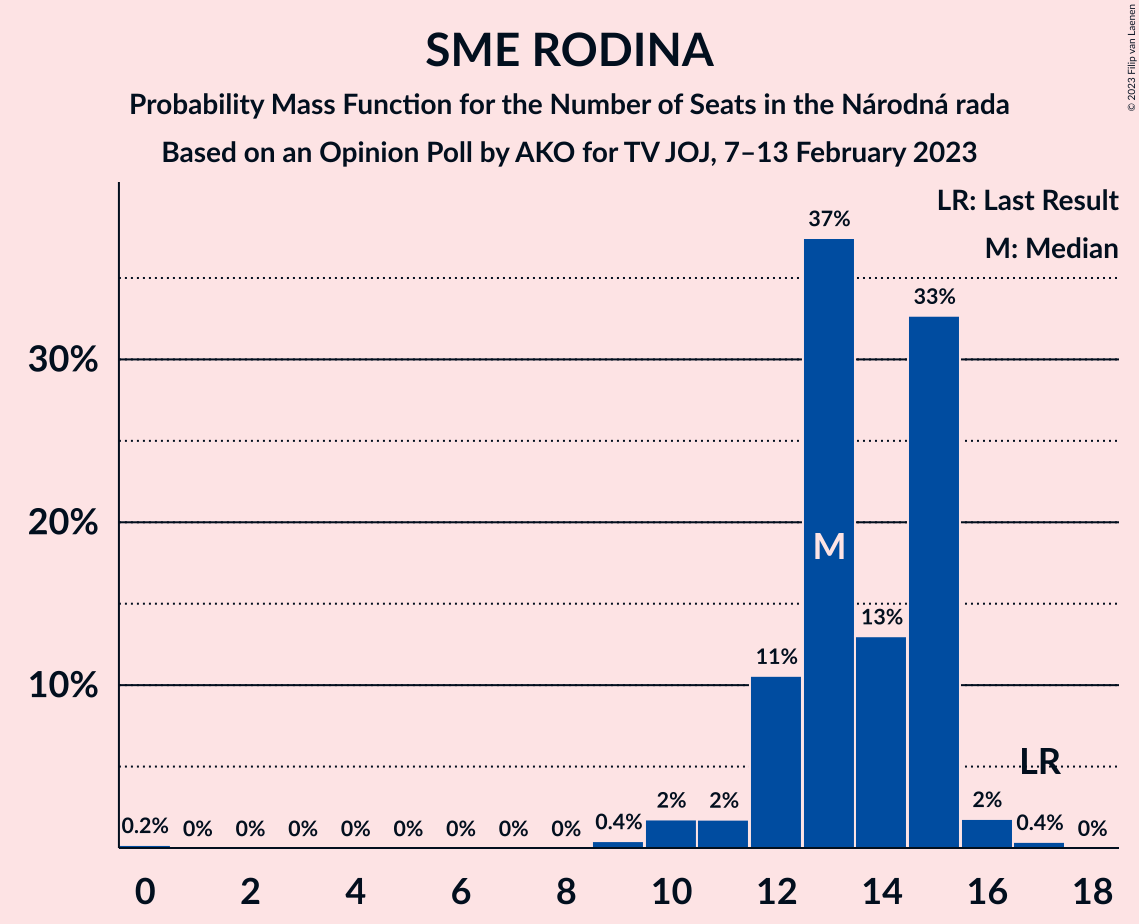 SME RODINA
Probability Mass Function for the Number of Seats in the Národná rada
Based on an Opinion Poll by AKO for TV JOJ, 7–13 February 2023
© 2023 Filip van Laenen
LR: Last Result
M: Median
37%
33%
30%
20%
M
13%
11%
10%
LR
0.2% 0% 0% 0% 0% 0% 0% 0% 0% 0.4% 2% 2% 2% 0.4% 0%
0 2 4 6 8 10 12 14 16 18